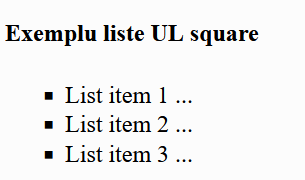 Exemplu liste UL square
▪ List item 1 ...
▪ List item 2 ...
▪ List item 3 ...